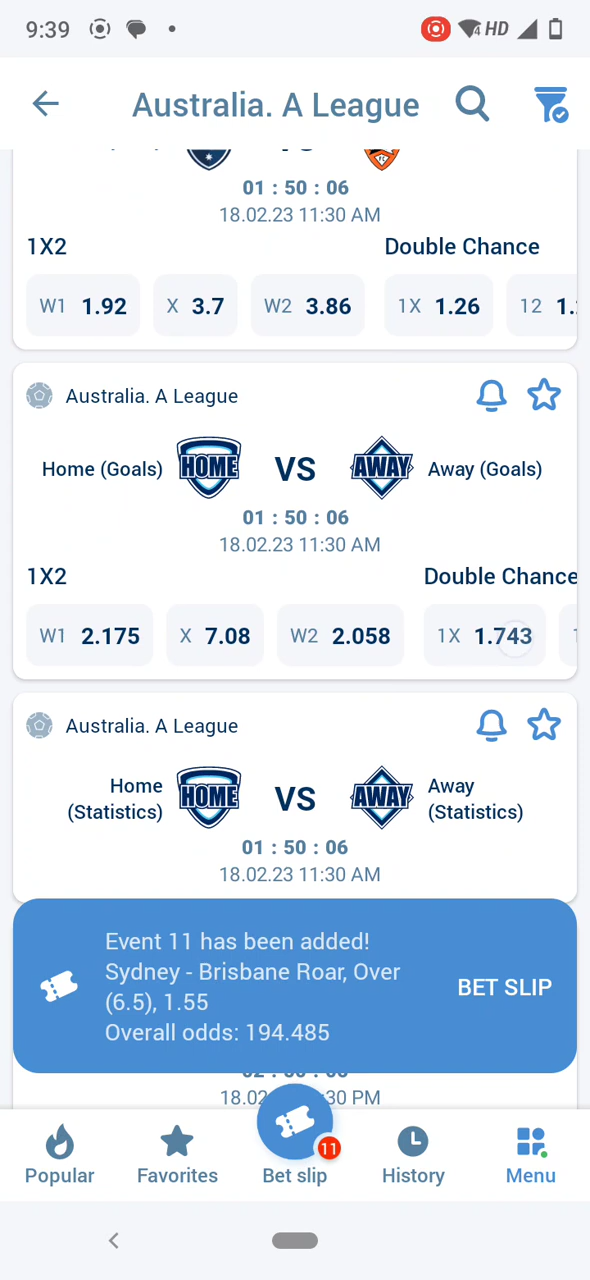 9:39
4 HD
Australia. A League
01 : 50 : 06
18.02.23 11:30 AM
1X2 Double Chance
W1 1.92 X 3.7 W2 3.86 1X 1.26 12
Australia. A League
Home (Goals) HOME VS AWAY Away (Goals)
01 : 50 : 06
18.02.23 11:30 AM
1X2 Double Chance
W1 2.175 X 7.08 W2 2.058 1X 1.743
Australia. A League
Home (Statistics) HOME VS AWAY Away (Statistics)
01 : 50 : 06
18.02.23 11:30 AM
Event 11 has been added!
Sydney - Brisbane Roar, Over
(6.5), 1.55
Overall odds: 194.485
BET SLIP
11
Popular Favorites Bet slip History Menu